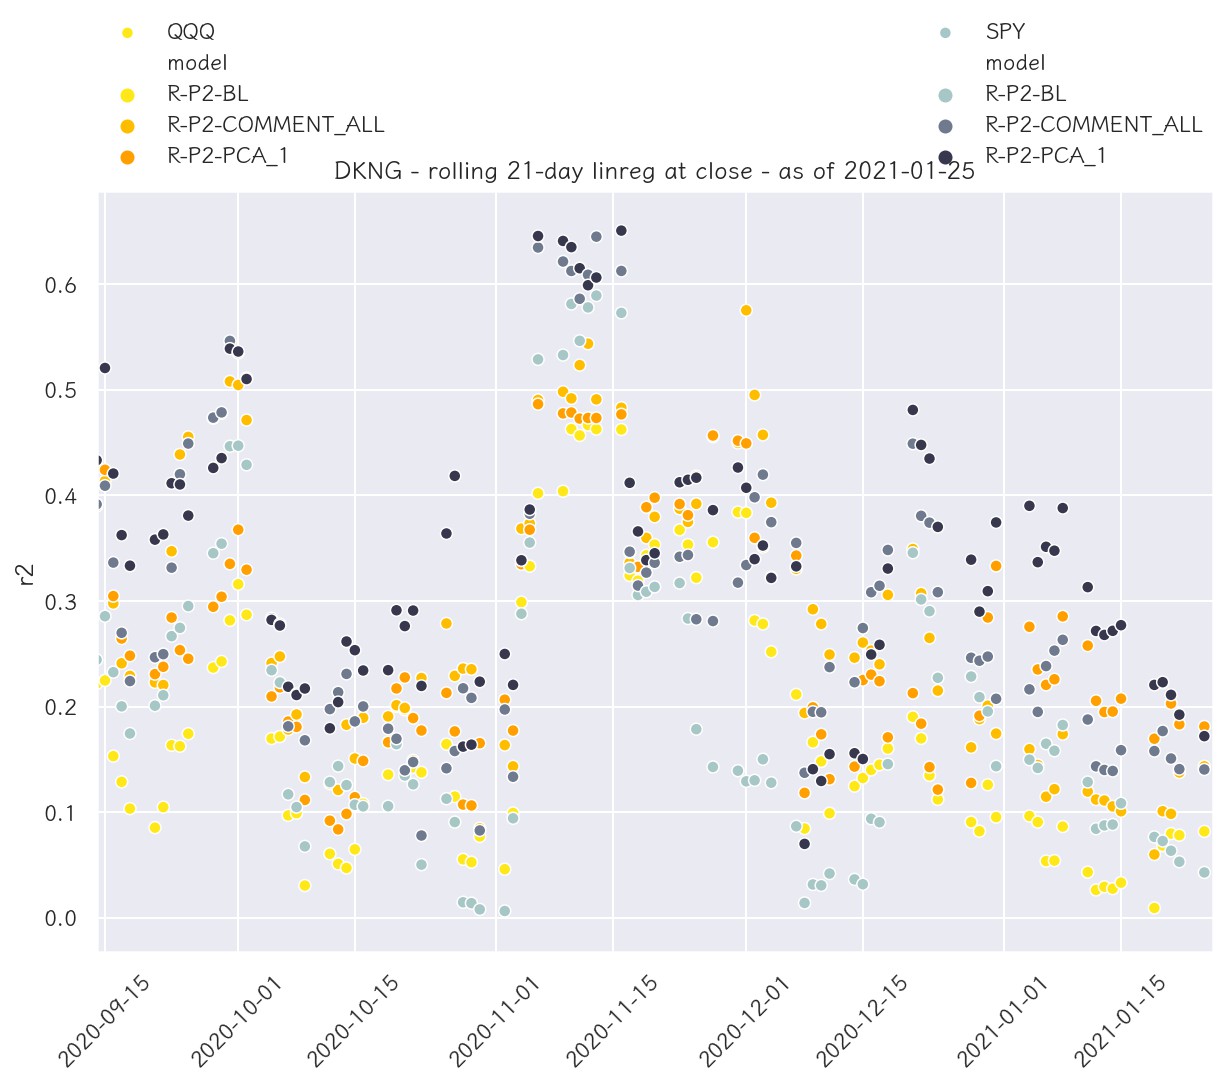 QQQ
model
R-P2-BL
R-P2-COMMENT_ALL
R-P2-PCA_1
SPY
model
R-P2-BL
R-P2-COMMENT_ALL
R-P2-PCA_1
DKNG - rolling 21-day linreg at close - as of 2021-01-25
r2
0.6
0.5
0.4
0.3
0.2
0.1
0.0
2020-09-15
2020-10-01
2020-10-15
2020-11-01
2020-11-15
2020-12-01
2020-12-15
2021-01-01
2021-01-15